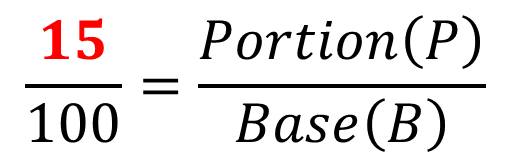 15/100 = Portion(P)/Base(B)